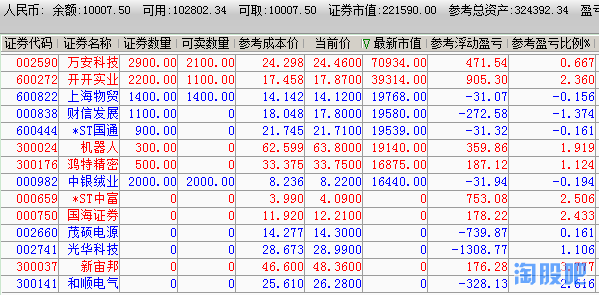 人民币: 余额:10007.50 可用:102802.34 可取:10007.50 证券市值:221590.00 参考总资产:324392.34 盈
证券代码 证券名称 证券数量 可卖数量 参考成本价 当前价 最新市值 参考浮动盈亏 参考盈亏比例%
002590 万安科技 2900.00 2100.00 24.298 24.4600 70934.00 471.54 0.667
600272 开开实业 2200.00 1100.00 17.458 17.8700 39314.00 905.30 2.360
600822 上海物贸 1400.00 1400.00 14.142 14.1200 19768.00 -31.07 -0.156
000838 财信发展 1100.00 0 18.048 17.8000 19580.00 -272.58 -1.374
600444 *ST国通 900.00 0 21.745 21.7100 19539.00 -31.32 -0.161
300024 机器人 300.00 0 62.599 63.8000 19140.00 359.86 1.919
300176 鸿特精密 500.00 0 33.375 33.7500 16875.00 187.12 1.124
000982 中银绒业 2000.00 2000.00 8.236 8.2200 16440.00 -31.94 -0.194
000659 *ST中富 0 0 3.990 4.0900 0 753.08 2.506
000750 国海证券 0 0 11.920 12.2100 0 178.22 2.433
002660 茂硕电源 0 0 14.277 14.3000 0 -739.87 0.161
002741 光华科技 0 0 28.673 28.9900 0 -1308.77 1.106
300037 新宙邦 0 0 46.600 48.3600 0 176.28
300141 和顺电气 0 0 25.610 26.2800 0 -328.13 2.616
淘股吧